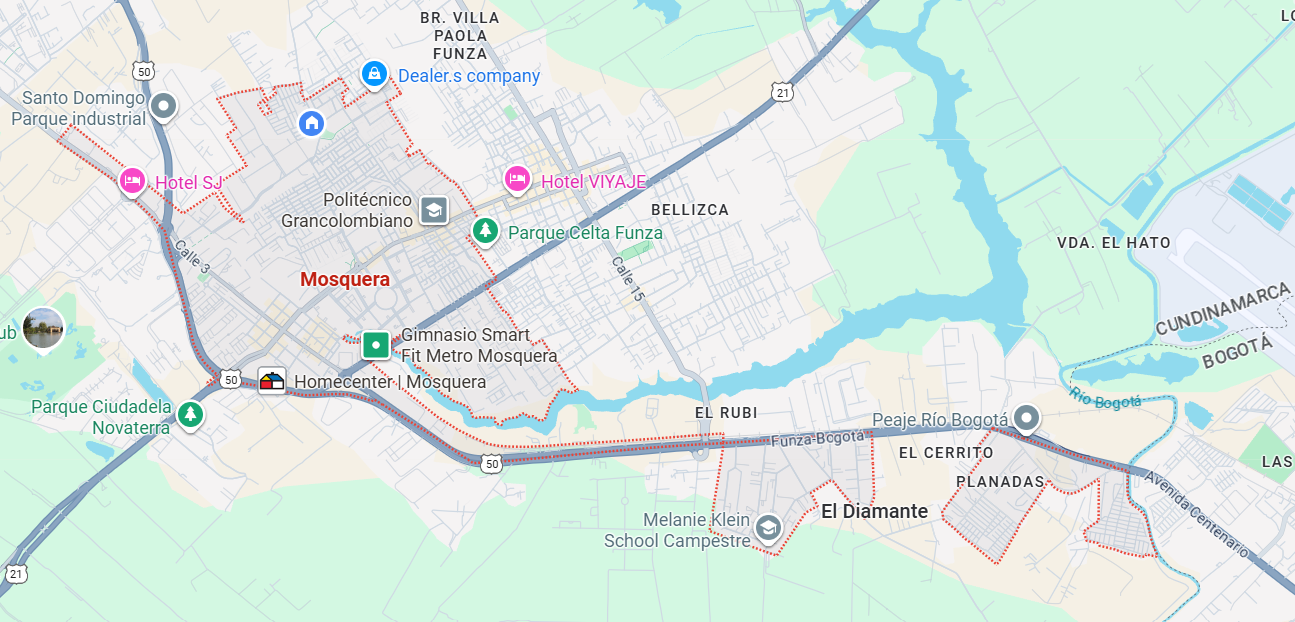 BR. VILLA
PAOLA
FUNZA
50
Dealer.s company
21
Santo Domingo
Parque industrial
Hotel SJ
Hotel VIYAJE
Politécnico
Grancolombiano
BELLIZCA
Parque Celta Funza
VDA. EL HATO
Calle 3
Mosquera
Calle 15
CUNDINAMARCA
BOGOTÁ
ub
Gimnasio Smart
Fit Metro Mosquera
50
Homecenter | Mosquera
Río Bogotá
Parque Ciudadela
Novaterra
EL RUBI
Peaje Río Bogotá
Funza-Bogotá
EL CERRITO
50
LAS
PLANADAS
Avenida Centenario
El Diamante
Melanie Klein
School Campestre
21